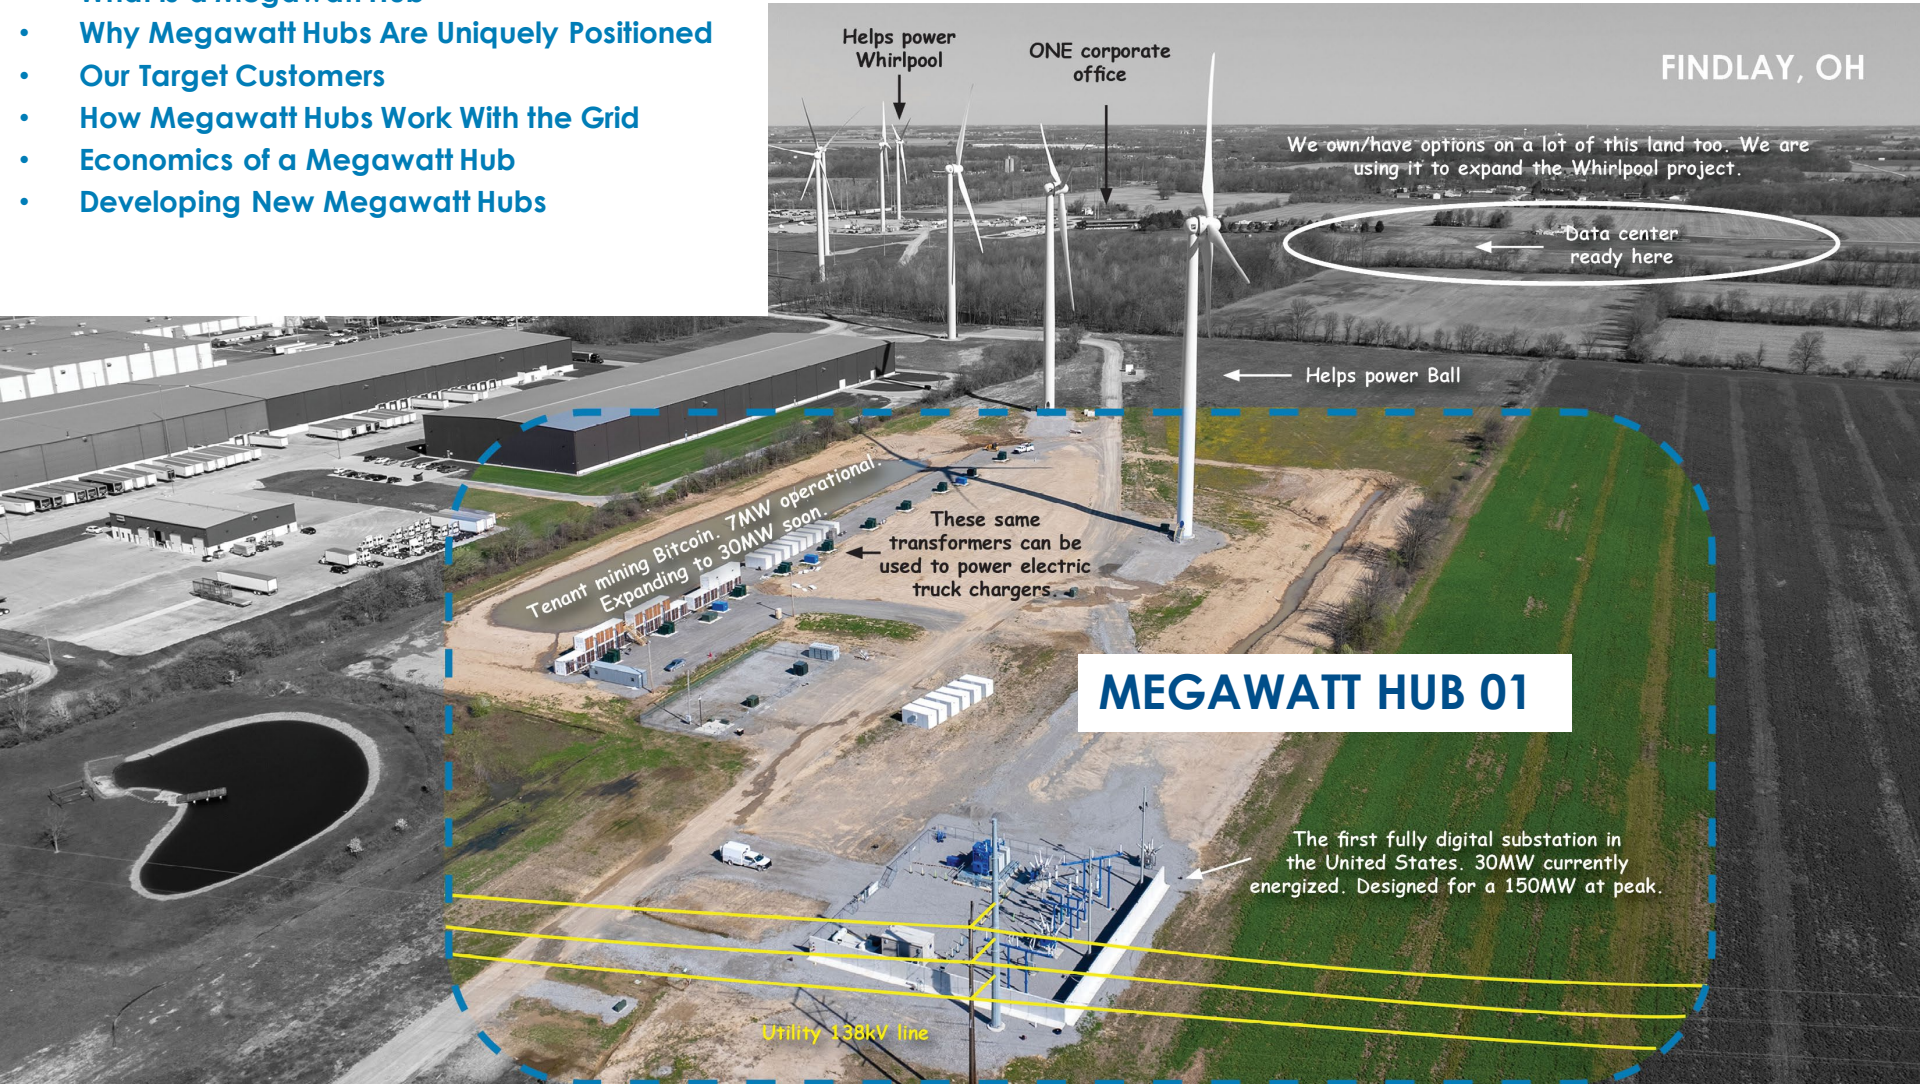 What is a Megawatt Hub
• Why Megawatt Hubs Are Uniquely Positioned
• Our Target Customers
• How Megawatt Hubs Work With the Grid
• Economics of a Megawatt Hub
• Developing New Megawatt Hubs
Helps power
Whirlpool
ONE corporate
office
FINDLAY, OH
We own/have options on a lot of this land too. We are
using it to expand the Whirlpool project.
Data center
ready here
Helps power Ball
Tenant mining Bitcoin. 7MW operational.
Expanding to 30MW soon.
These same
transformers can be
used to power electric
truck chargers.
MEGAWATT HUB 01
The first fully digital substation in
the United States. 30MW currently
energized. Designed for a 150MW at peak.
Utility 138kV line